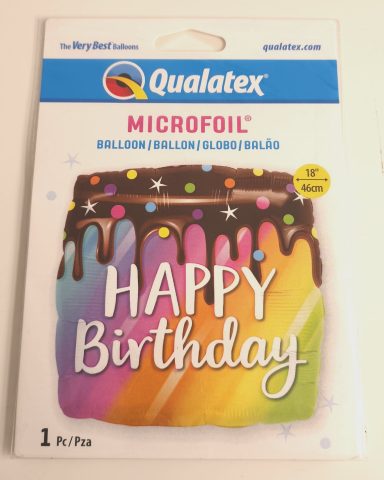 The Very Best Balloons
qualatex.com
Qualatex®
MICROFOIL®
BALLOON/BALLON/GLOBO/BALÃO
18"
46cm
HAPPY
Birthday
1 Pc/Pza